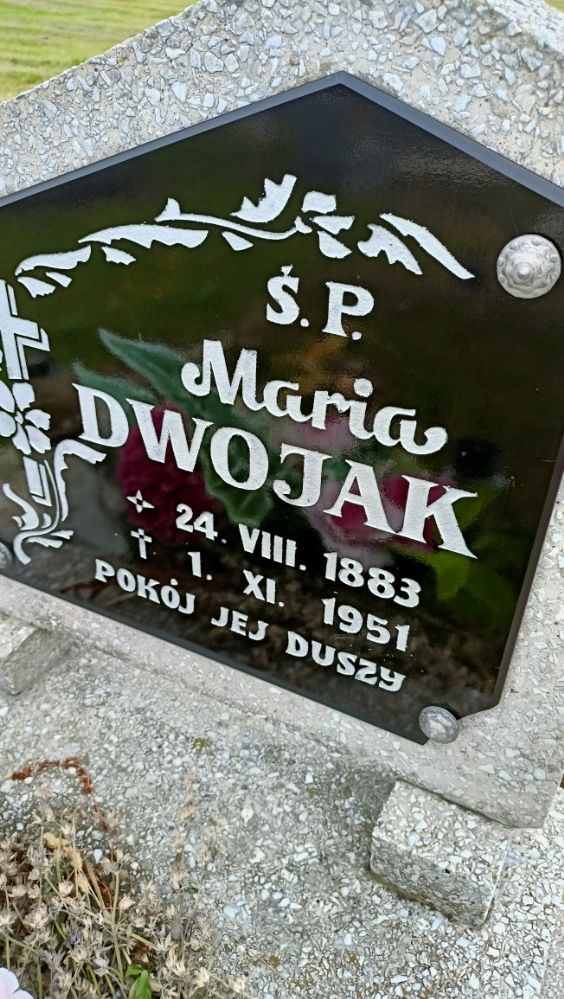 Ś.P.
Maria
DWOJAK
24. VIII. 1883
† 1. XI. 1951
POKÓJ JEJ DUSZY